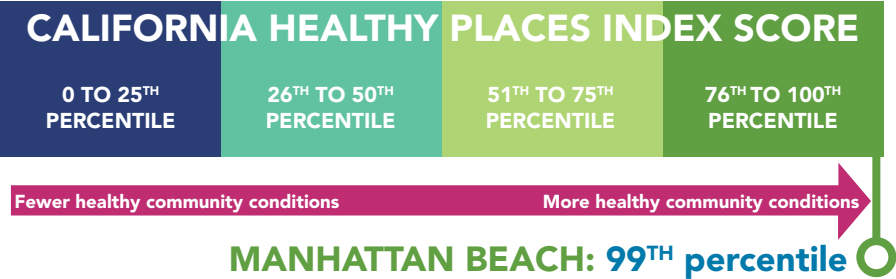 CALIFORNIA HEALTHY PLACES INDEX SCORE
0 TO 25TH
PERCENTILE
26TH TO 50TH
PERCENTILE
51TH TO 75TH
PERCENTILE
76TH TO 100TH
PERCENTILE
Fewer healthy community conditions
More healthy community conditions
MANHATTAN BEACH: 99TH percentile